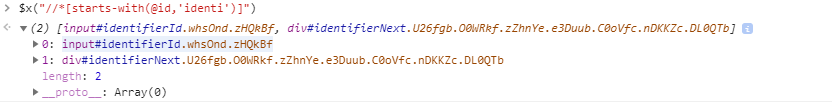 > $x("//*[starts-with(@id,'identi')]")
< ▼ (2) [input#identifierId.whsOnd.zHQkBf, div#identifierNext.U26fgb.O0WRkf.zZhnYe.e3Duub.C0oVfc.nDKKZc.DL0QTb] i
▶ 0: input#identifierId.whsOnd.zHQkBf
▶ 1: div#identifierNext.U26fgb.O0WRkf.zZhnYe.e3Duub.C0oVfc.nDKKZc.DL0QTb
length: 2
▶ __proto__: Array(0)